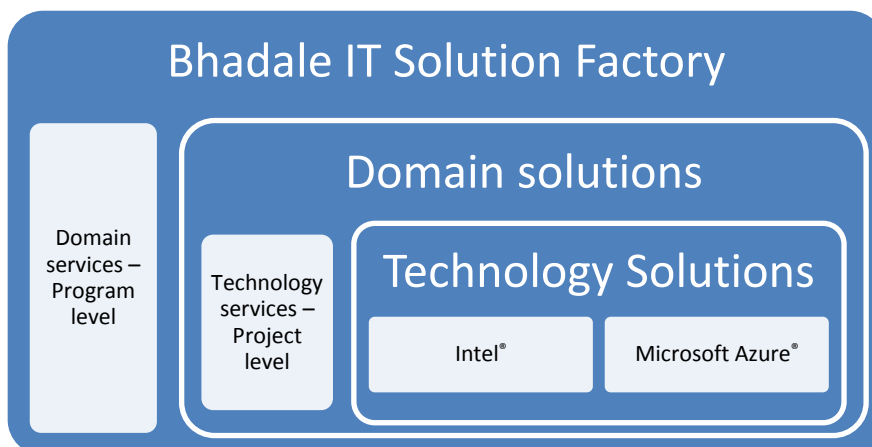 Bhadale IT Solution Factory
Domain solutions
Domain
services –
Program
level
Technology Solutions
Technology
services –
Project
level
Intel®
Microsoft Azure®